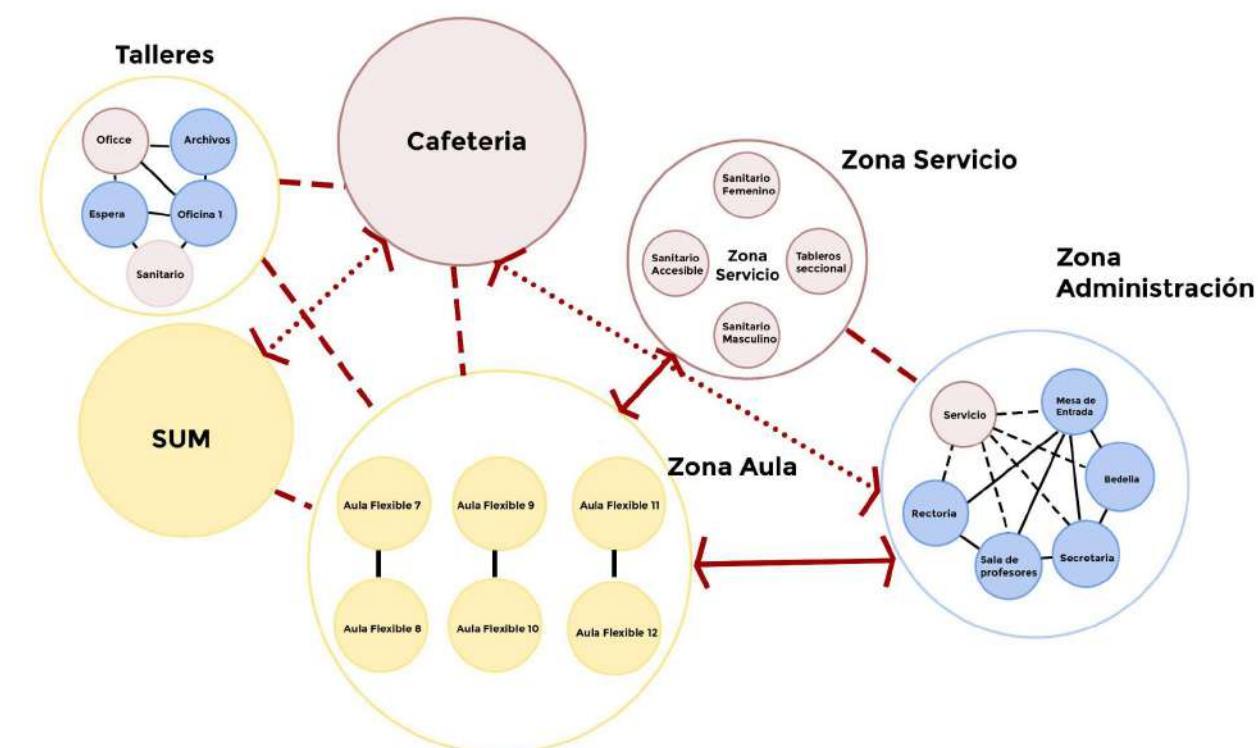 Talleres
Oficce
Archivos
Espera
Oficina 1
Sanitario
Cafeteria
Zona Servicio
Sanitario
Femenino
Sanitario
Accesible
Zona
Servicio
Tableros
seccional
Sanitario
Masculino
Zona
Administración
Servicio
Mesa de
Entrada
Bedelia
Rectoria
Sala de
profesores
Secretaria
SUM
Zona Aula
Aula Flexible 7
Aula Flexible 9
Aula Flexible 11
Aula Flexible 8
Aula Flexible 10
Aula Flexible 12